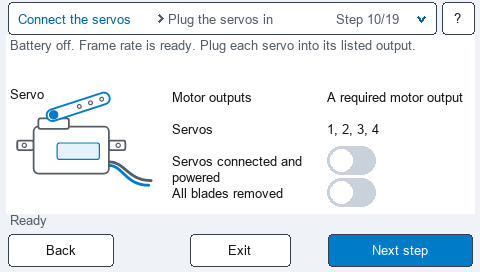 Connect the servos > Plug the servos in Step 10/19 ?
Battery off. Frame rate is ready. Plug each servo into its listed output.
Servo
Motor outputs A required motor output
Servos 1, 2, 3, 4
Servos connected and
powered
All blades removed
Ready
Back Exit Next step